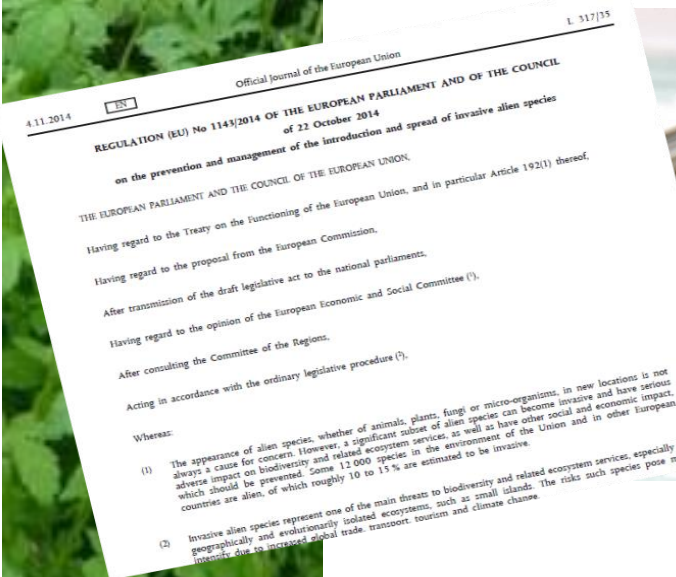 4.11.2014 EN Official Journal of the European Union L 317/35
REGULATION (EU) No 1143/2014 OF THE EUROPEAN PARLIAMENT AND OF THE COUNCIL
of 22 October 2014
on the prevention and management of the introduction and spread of invasive alien species
THE EUROPEAN PARLIAMENT AND THE COUNCIL OF THE EUROPEAN UNION,
Having regard to the Treaty on the Functioning of the European Union, and in particular Article 192(1) thereof,
Having regard to the proposal from the European Commission,
After transmission of the draft legislative act to the national parliaments,
Having regard to the opinion of the European Economic and Social Committee (¹),
After consulting the Committee of the Regions,
Acting in accordance with the ordinary legislative procedure (²),
Whereas:
(1) The appearance of alien species, whether of animals, plants, fungi or micro-organisms, in new locations is not
always a cause for concern. However, a significant subset of alien species can become invasive and have serious
adverse impact on biodiversity and related ecosystem services, as well as have other social and economic impact,
which should be prevented. Some 12 000 species in the environment of the Union and in other European
countries are alien, of which roughly 10 to 15 % are estimated to be invasive.
(2) Invasive alien species represent one of the main threats to biodiversity and related ecosystem services, especially
geographically and evolutionarily isolated ecosystems, such as small islands. The risks such species pose m
intensify due to increased global trade, transport, tourism and climate change.